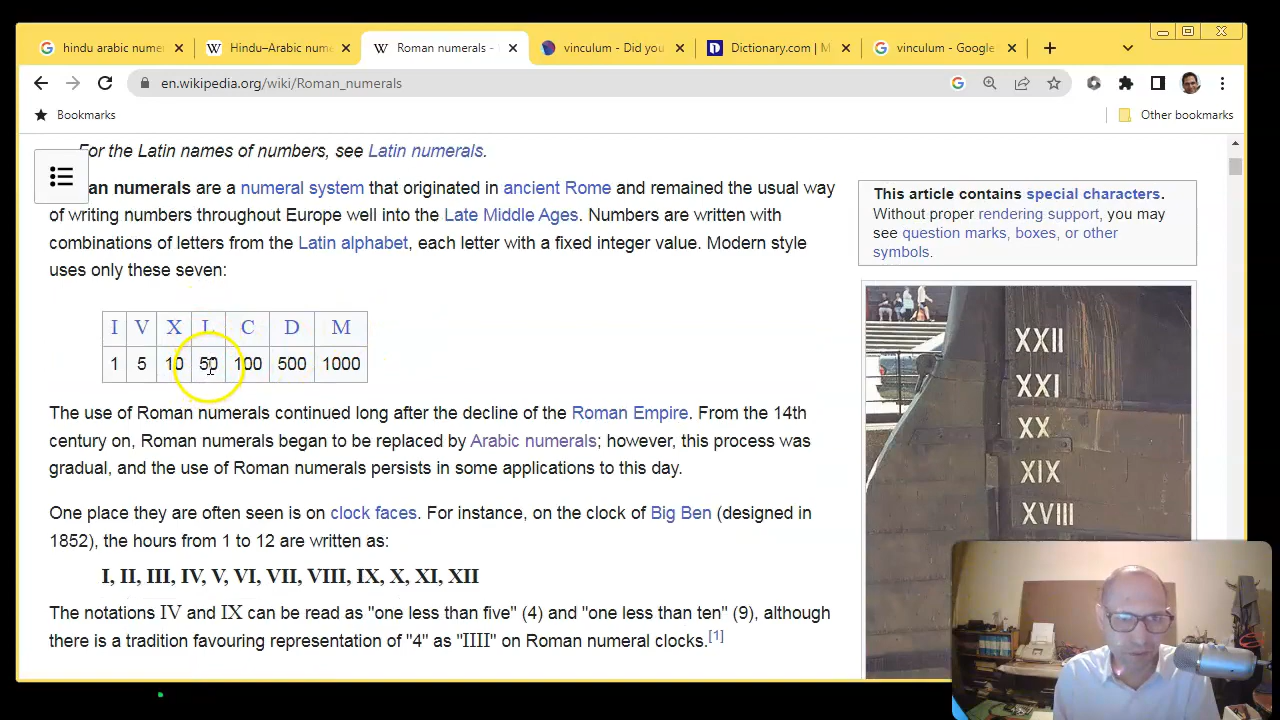 hindu arabic nume
Hindu–Arabic nume
Roman numerals -
vinculum - Did you
Dictionary.com | M
vinculum - Google
en.wikipedia.org/wiki/Roman_numerals
Bookmarks
Other bookmarks
For the Latin names of numbers, see Latin numerals.
an numerals are a numeral system that originated in ancient Rome and remained the usual way
of writing numbers throughout Europe well into the Late Middle Ages. Numbers are written with
combinations of letters from the Latin alphabet, each letter with a fixed integer value. Modern style
uses only these seven:
I V X L C D M
1 5 10 50 100 500 1000
The use of Roman numerals continued long after the decline of the Roman Empire. From the 14th
century on, Roman numerals began to be replaced by Arabic numerals; however, this process was
gradual, and the use of Roman numerals persists in some applications to this day.
One place they are often seen is on clock faces. For instance, on the clock of Big Ben (designed in
1852), the hours from 1 to 12 are written as:
I, II, III, IV, V, VI, VII, VIII, IX, X, XI, XII
The notations IV and IX can be read as "one less than five" (4) and "one less than ten" (9), although
there is a tradition favouring representation of "4" as "IIII" on Roman numeral clocks.[1]
This article contains special characters.
Without proper rendering support, you may
see question marks, boxes, or other
symbols.
XXII
XXI
XX
XIX
XVIII